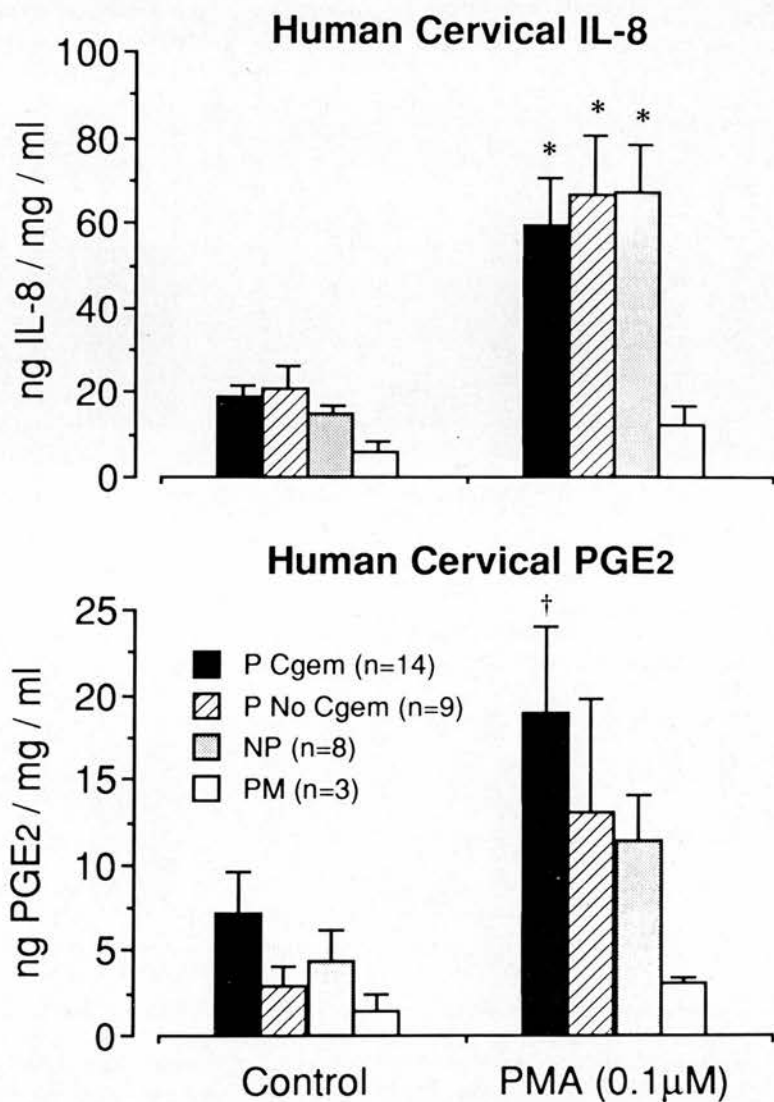 Human Cervical IL-8
100
80
60
40
20
0
ng IL-8 / mg / ml
* * *
Human Cervical PGE2
25
20
15
10
5
0
ng PGE2 / mg / ml
†
P Cgem (n=14)
P No Cgem (n=9)
NP (n=8)
PM (n=3)
Control PMA (0.1µM)